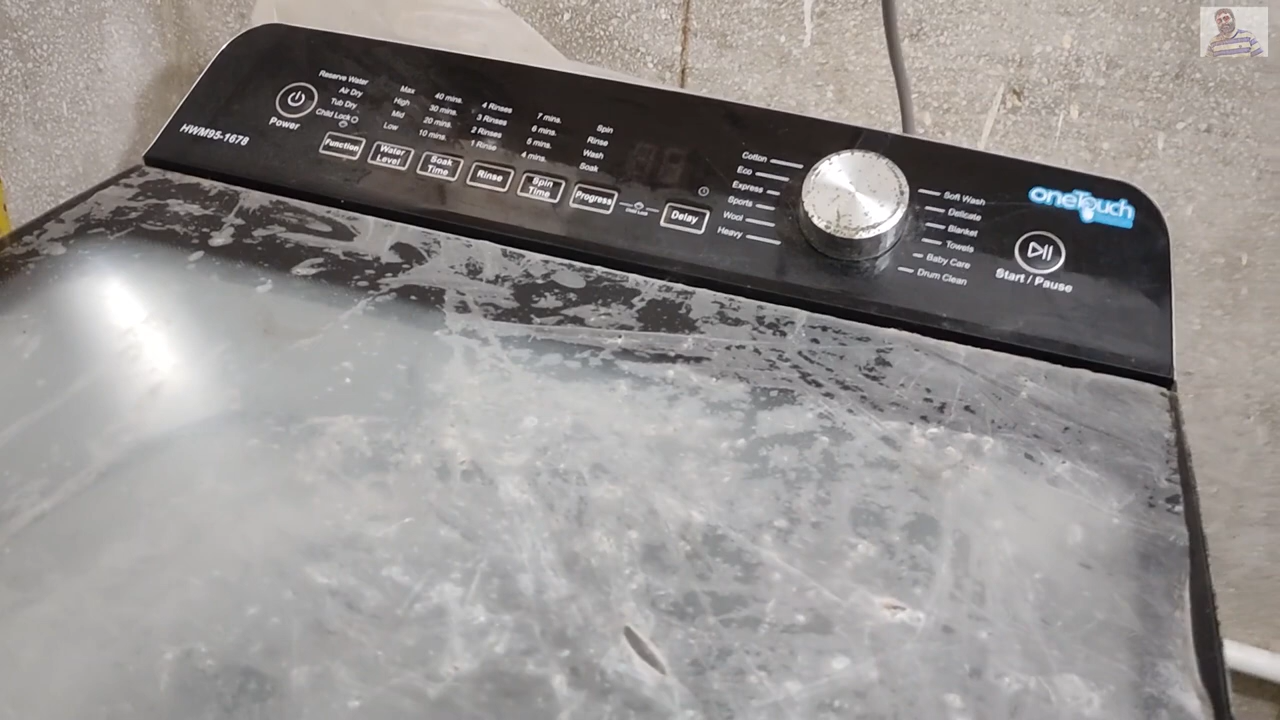 Reserve Water
Air Dry
Tub Dry
Child Lock
Power
HWM95-1678
Function
Max
High
Mid
Low
Water
Level
40 mins.
30 mins.
20 mins.
10 mins.
Soak
Time
4 Rinses
3 Rinses
2 Rinses
1 Rinse
Rinse
7 mins.
6 mins.
5 mins.
4 mins.
Spin
Time
Spin
Rinse
Wash
Soak
Progress
Child Lock
Delay
Cotton
Eco
Express
Sports
Wool
Heavy
Soft Wash
Delicate
Blanket
Towels
Baby Care
Drum Clean
oneTouch
Start / Pause